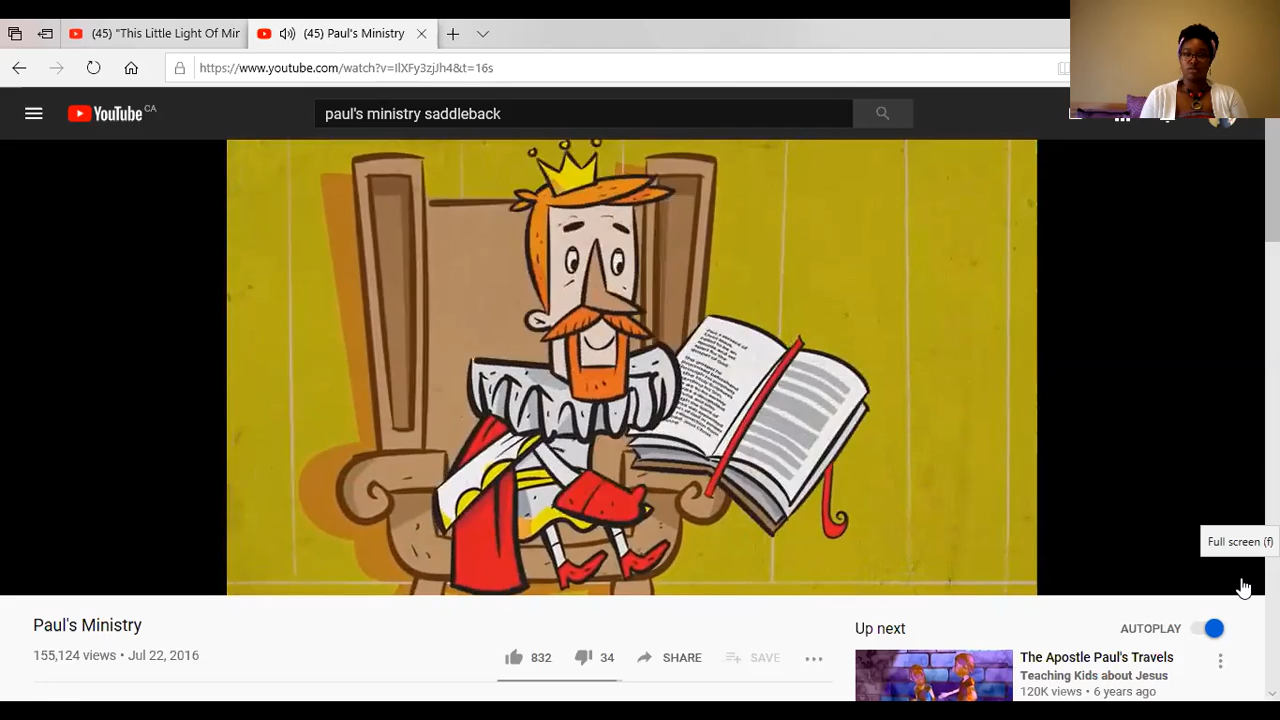 (45) "This Little Light Of Mir
(45) Paul's Ministry
https://www.youtube.com/watch?v=IlXFy3zjJh4&t=16s
YouTube CA
paul's ministry saddleback
Full screen (f)
Paul's Ministry
155,124 views • Jul 22, 2016
832
34
SHARE
SAVE
Up next
AUTOPLAY
The Apostle Paul's Travels
Teaching Kids about Jesus
120K views • 6 years ago